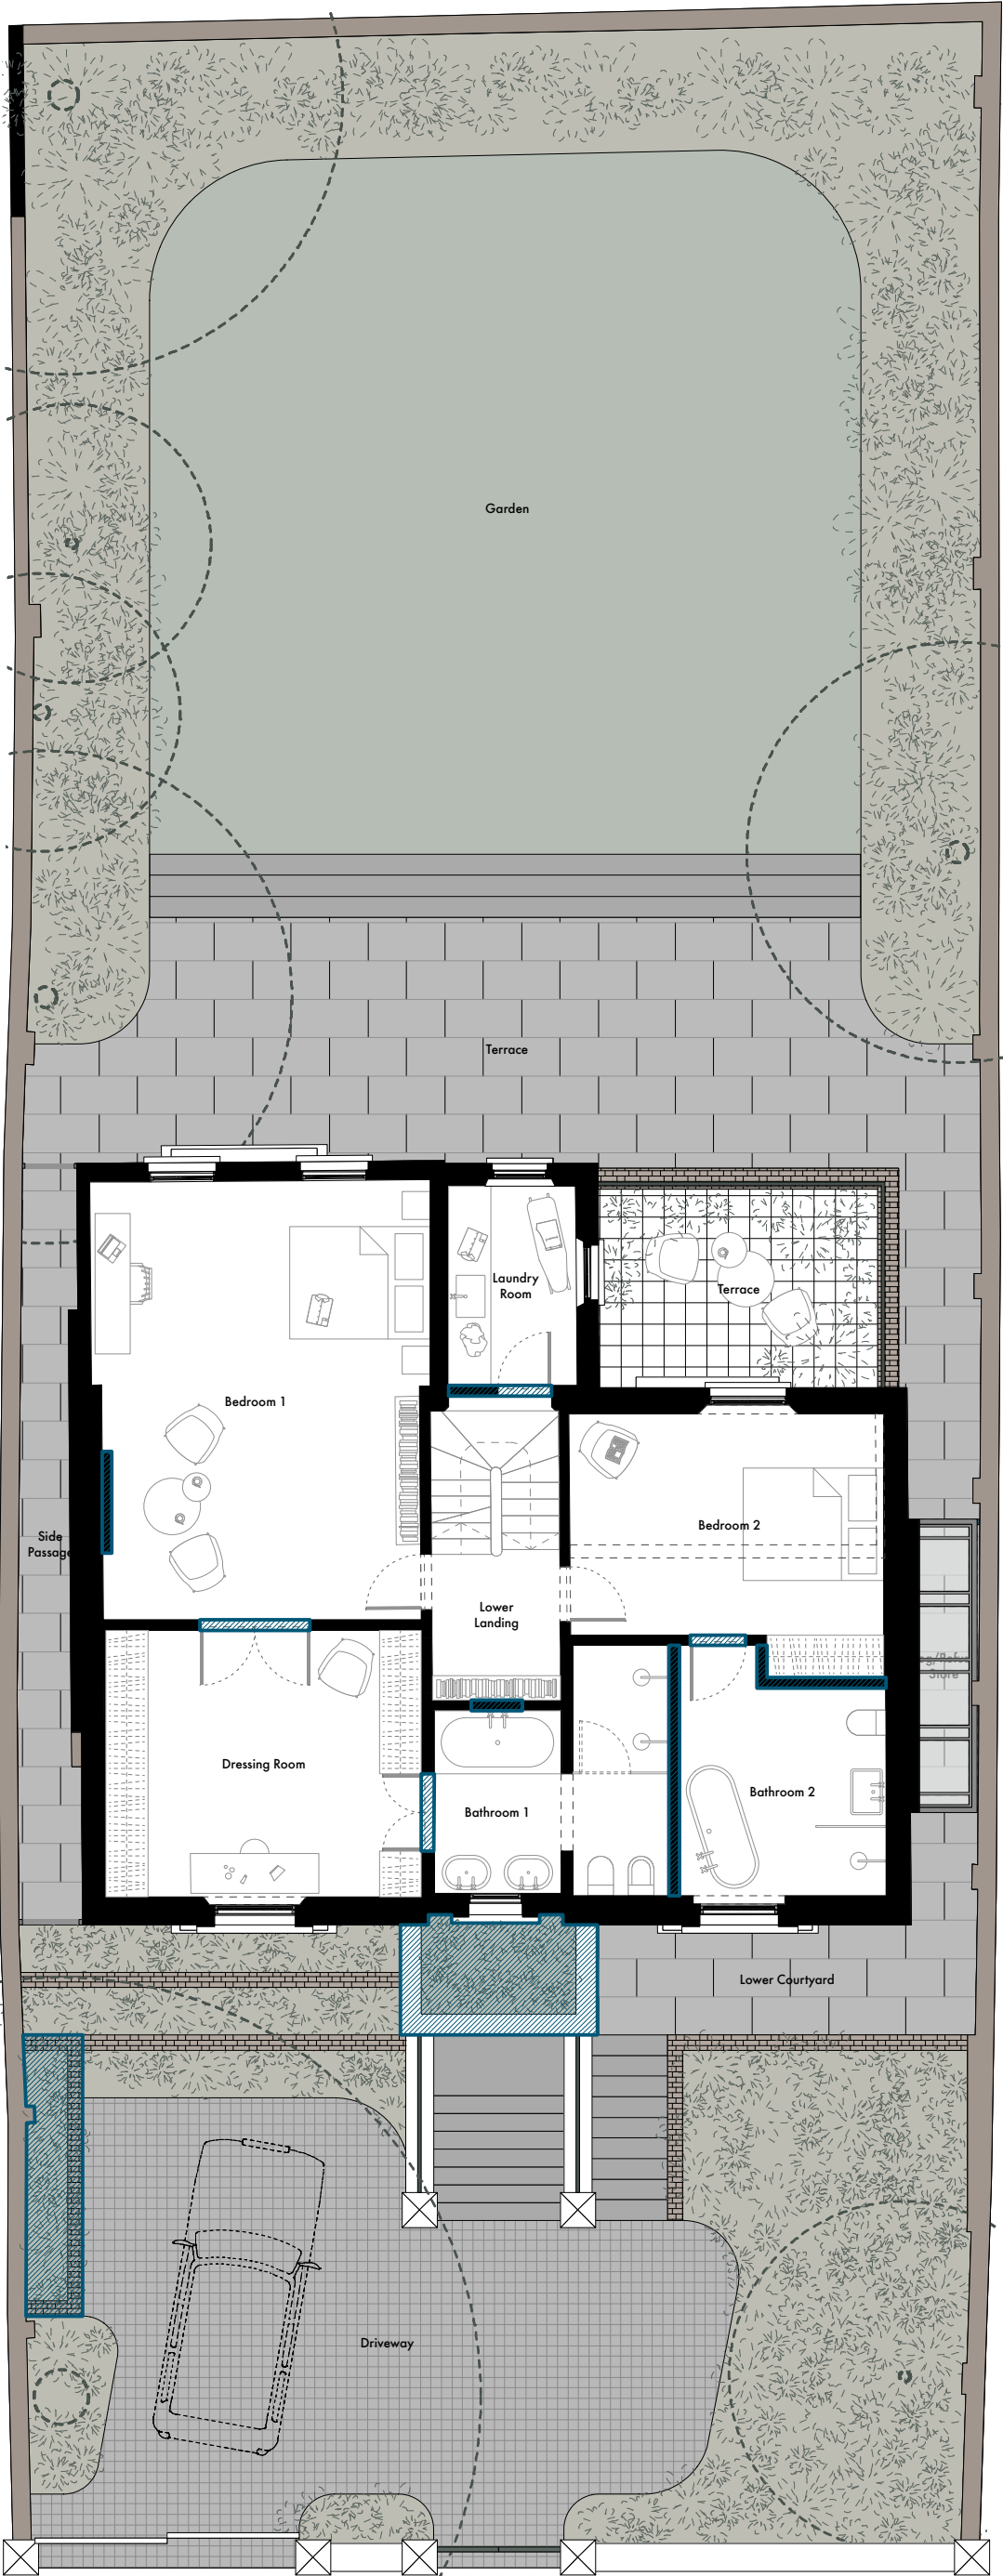 Garden
Terrace
Laundry
Room
Terrace
Bedroom 1
Bedroom 2
Side
Passage
Lower
Landing
Store
Dressing Room
Bathroom 2
Bathroom 1
Lower Courtyard
Driveway